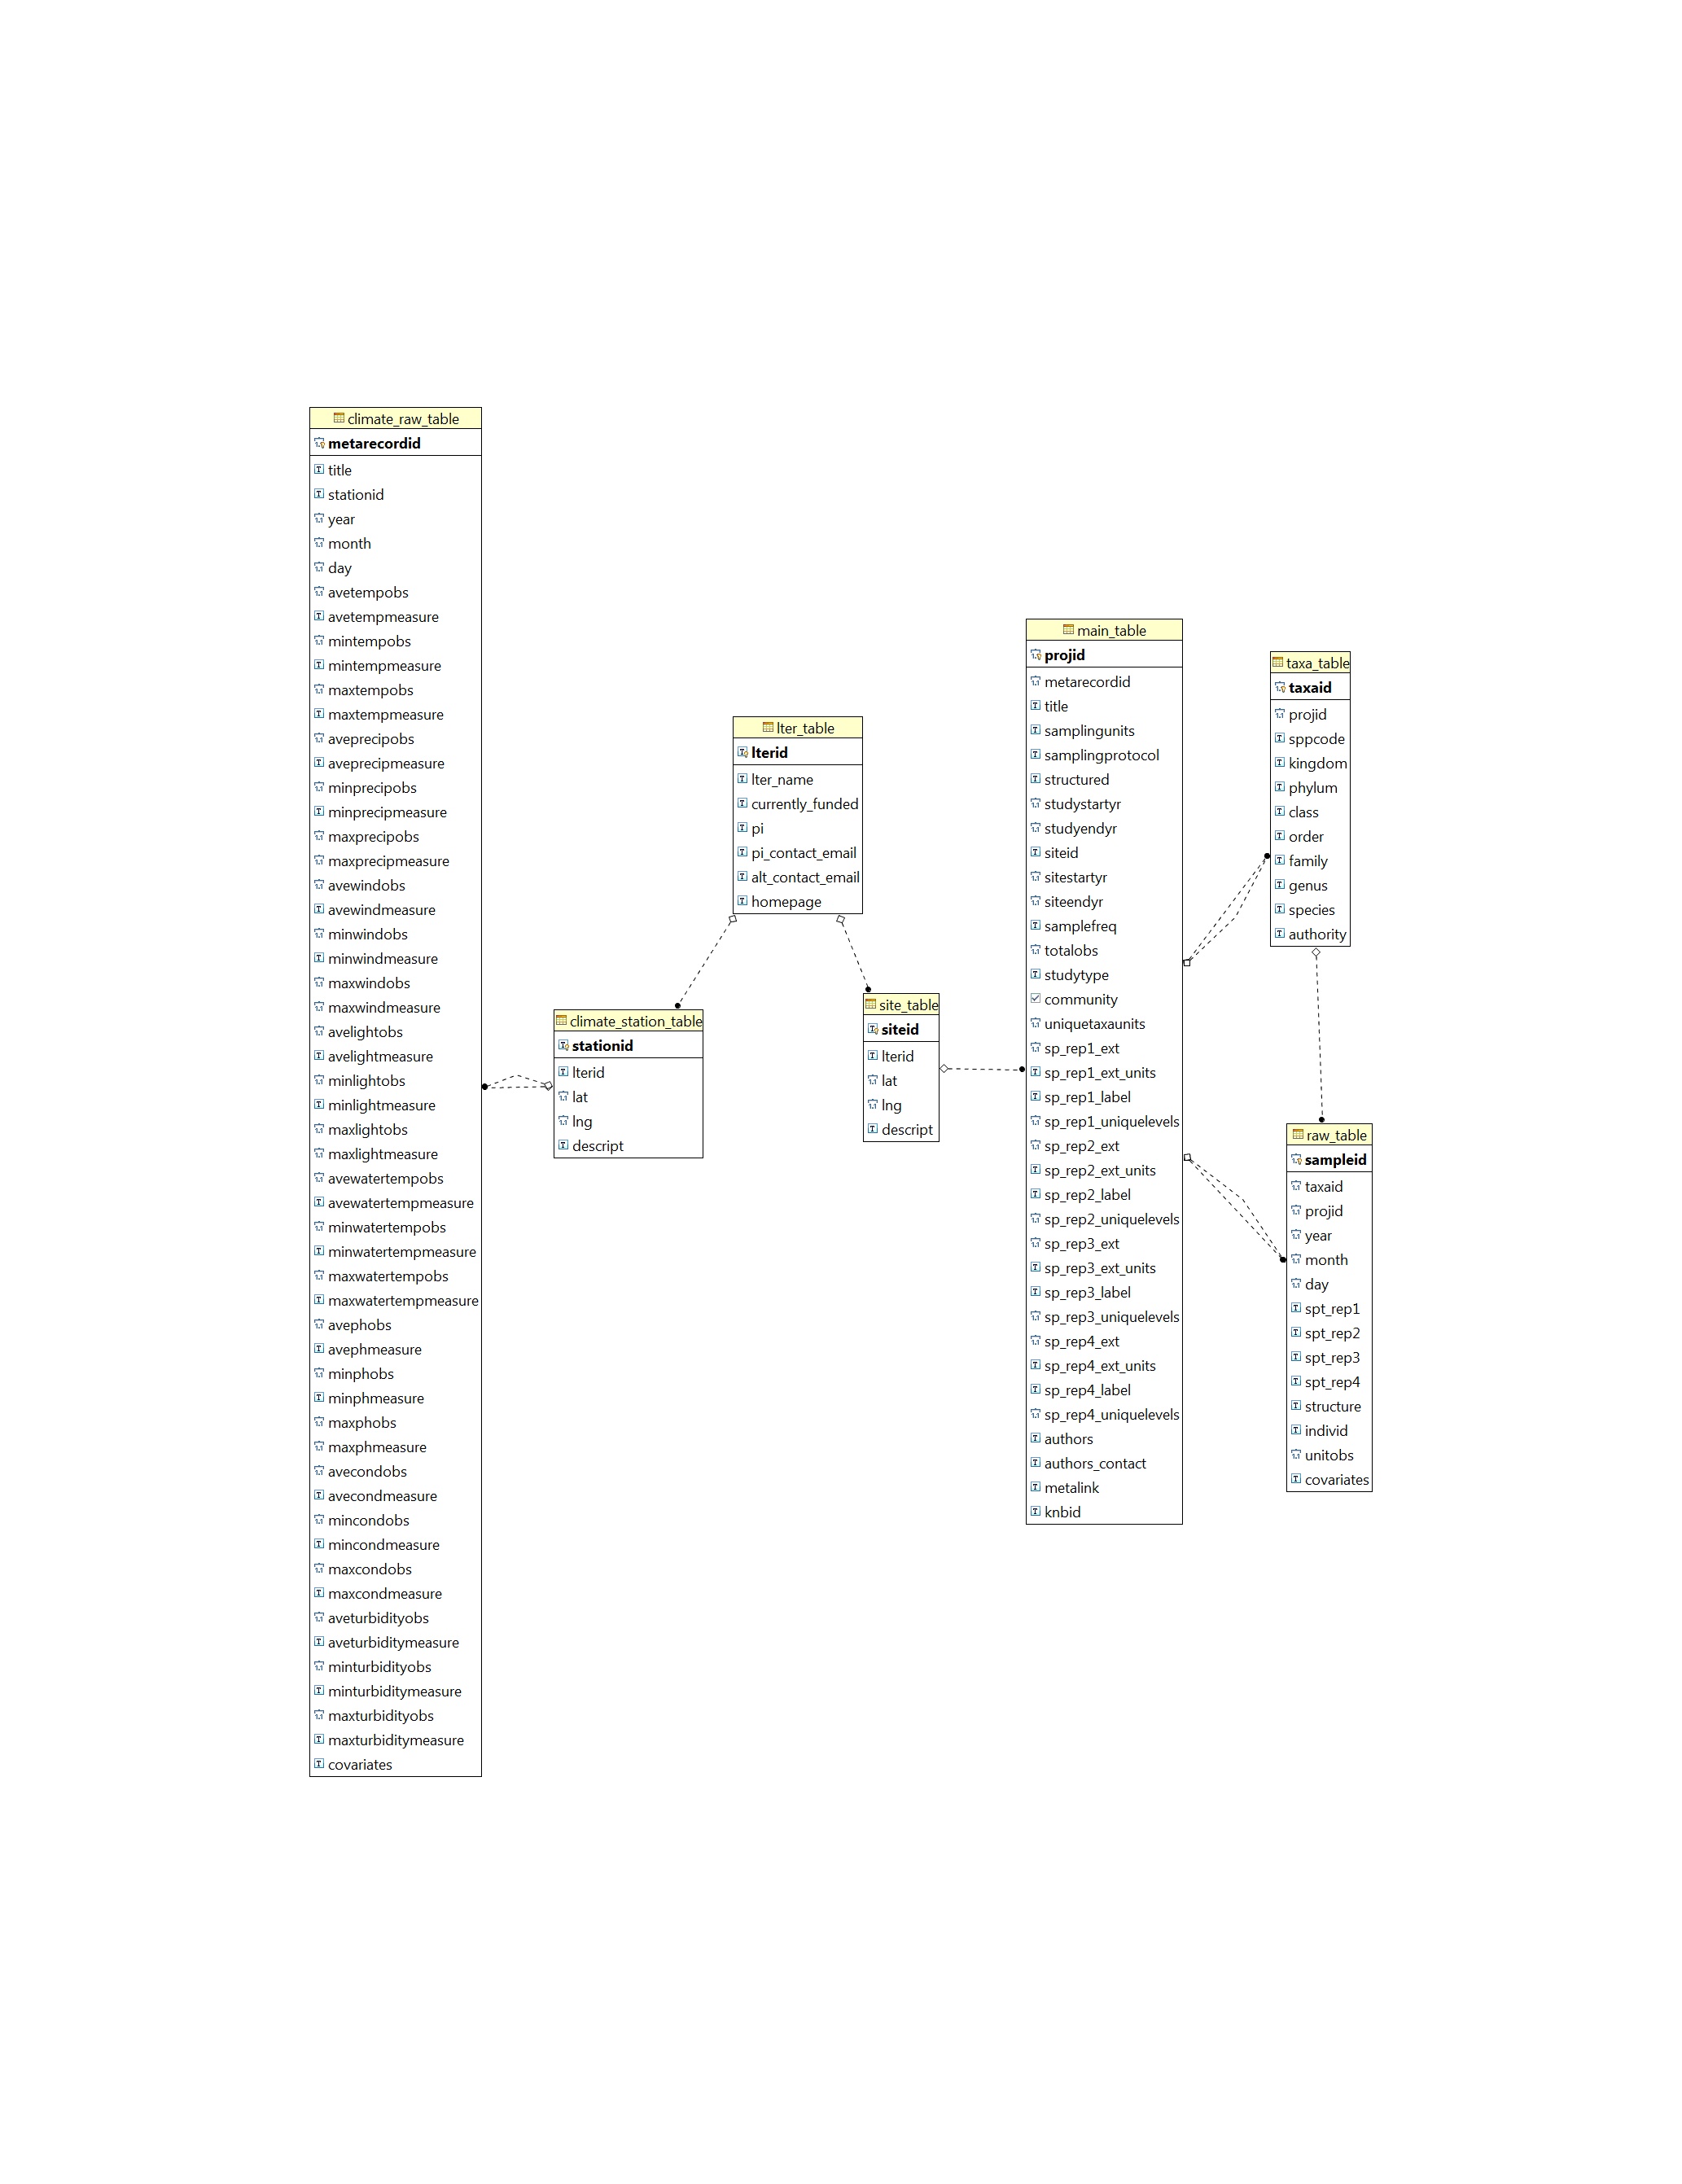 climate_raw_table
metarecordid
title
stationid
year
month
day
avetempobs
avetempmeasure
mintempobs
mintempmeasure
maxtempobs
maxtempmeasure
aveprecipobs
aveprecipmeasure
minprecipobs
minprecipmeasure
maxprecipobs
maxprecipmeasure
avewindobs
avewindmeasure
minwindobs
minwindmeasure
maxwindobs
maxwindmeasure
avelightobs
avelightmeasure
minlightobs
minlightmeasure
maxlightobs
maxlightmeasure
avewatertempobs
avewatertempmeasure
minwatertempobs
minwatertempmeasure
maxwatertempobs
maxwatertempmeasure
avephobs
avephmeasure
minphobs
minphmeasure
maxphobs
maxphmeasure
avecondobs
avecondmeasure
mincondobs
mincondmeasure
maxcondobs
maxcondmeasure
aveturbidityobs
aveturbiditymeasure
minturbidityobs
minturbiditymeasure
maxturbidityobs
maxturbiditymeasure
covariates
climate_station_table
stationid
lterid
lat
lng
descript
lter_table
lterid
lter_name
currently_funded
pi
pi_contact_email
alt_contact_email
homepage
site_table
siteid
lterid
lat
lng
descript
main_table
projid
metarecordid
title
samplingunits
samplingprotocol
structured
studystartyr
studyendyr
siteid
sitestartyr
siteendyr
samplefreq
totalobs
studytype
community
uniquetaxaunits
sp_rep1_ext
sp_rep1_ext_units
sp_rep1_label
sp_rep1_uniquelevels
sp_rep2_ext
sp_rep2_ext_units
sp_rep2_label
sp_rep2_uniquelevels
sp_rep3_ext
sp_rep3_ext_units
sp_rep3_label
sp_rep3_uniquelevels
sp_rep4_ext
sp_rep4_ext_units
sp_rep4_label
sp_rep4_uniquelevels
authors
authors_contact
metalink
knbid
taxa_table
taxaid
projid
sppcode
kingdom
phylum
class
order
family
genus
species
authority
raw_table
sampleid
taxaid
projid
year
month
day
spt_rep1
spt_rep2
spt_rep3
spt_rep4
structure
individ
unitobs
covariates